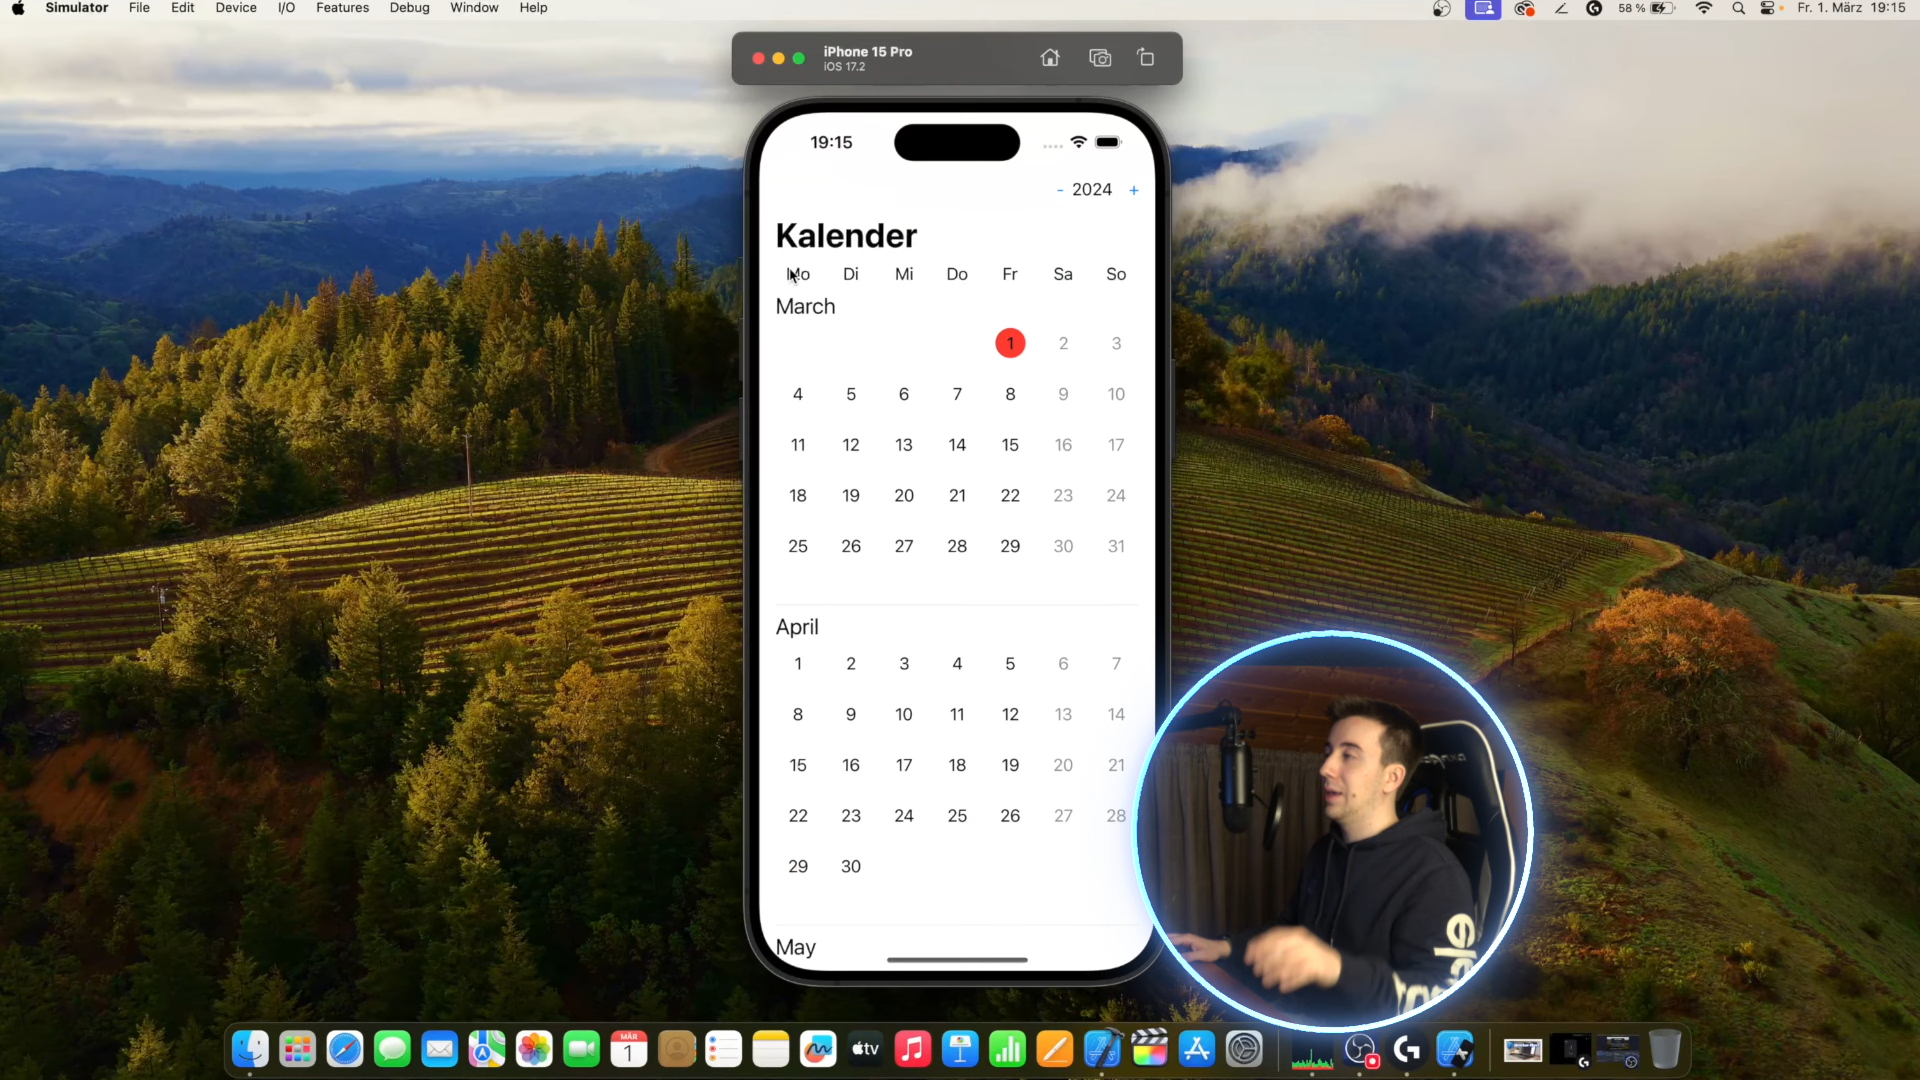 Simulator File Edit Device I/O Features Debug Window Help 58 % Fr. 1. März 19:15
iPhone 15 Pro
iOS 17.2
19:15
- 2024 +
Kalender
Mo Di Mi Do Fr Sa So
March
1 2 3
4 5 6 7 8 9 10
11 12 13 14 15 16 17
18 19 20 21 22 23 24
25 26 27 28 29 30 31
April
1 2 3 4 5 6 7
8 9 10 11 12 13 14
15 16 17 18 19 20 21
22 23 24 25 26 27 28
29 30
May
MÄR
1
tv